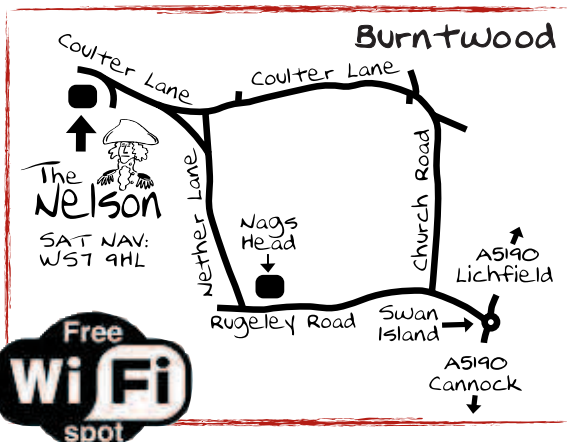 Burntwood
Coulter Lane
Coulter Lane
The
Nelson
SAT NAV:
WS7 9HL
Nether Lane
Nags
Head
Church Road
A5190
Lichfield
Rugeley Road
Swan
Island
A5190
Cannock
Free
Wi Fi
spot